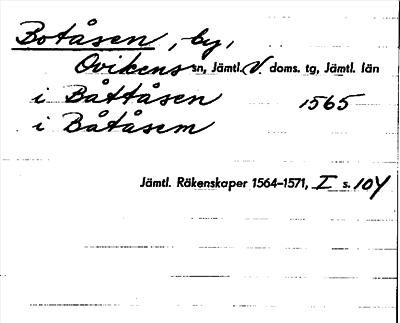 Botåsen, by,
Ovikens sn, Jämtl. V. doms. tg, Jämtl. län
i Båttåsen 1565
i Båtåsem
Jämtl. Räkenskaper 1564-1571, I s. 104